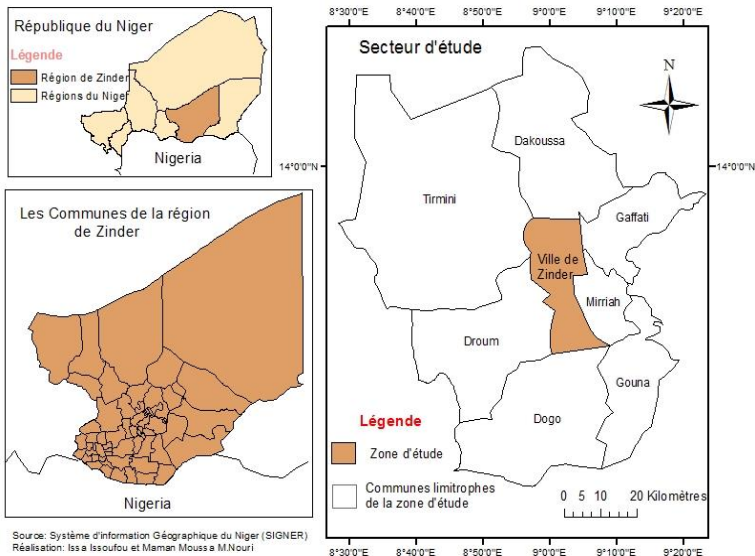 République du Niger
Légende
Région de Zinder
Régions du Niger
Nigeria
Les Communes de la région
de Zinder
Nigeria
Source: Système d'information Géographique du Niger (SIGNER)
Réalisation: Issa Issoufou et Maman Moussa M.Nouri
8°30'0"E 8°40'0"E 8°50'0"E 9°0'0"E 9°10'0"E 9°20'0"E
Secteur d'étude
N
14°0'0"N
14°0'0"N
Dakoussa
Tirmini
Gaffati
Ville de
Zinder
Mirriah
Droum
Gouna
Dogo
Légende
Zone d'étude
Communes limitrophes
de la zone d'étude
0 5 10 20 Kilomètres
8°30'0"E 8°40'0"E 8°50'0"E 9°0'0"E 9°10'0"E 9°20'0"E